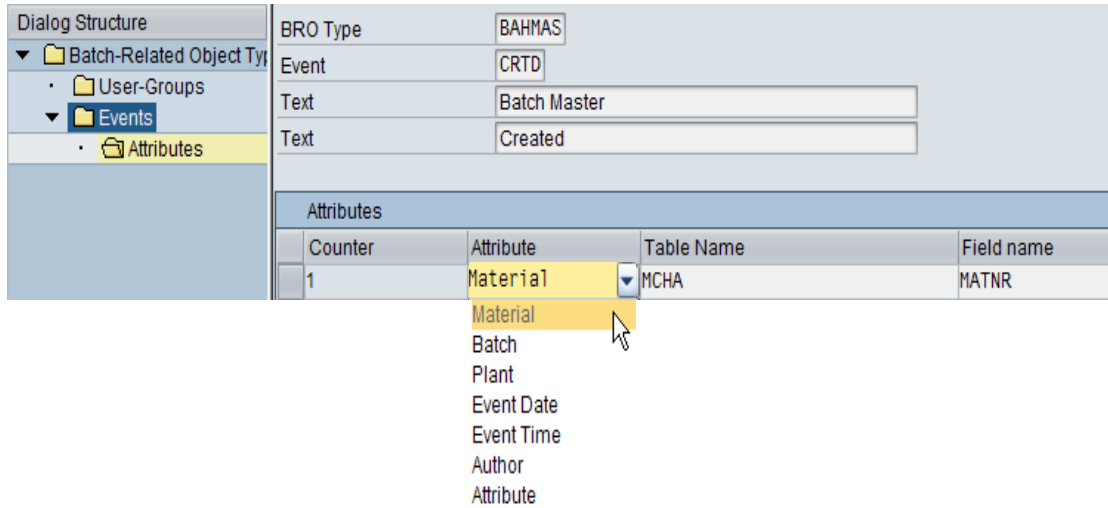 Dialog Structure
Batch-Related Object Typ
User-Groups
Events
Attributes
BRO Type BAHMAS
Event CRTD
Text Batch Master
Text Created
Attributes
Counter Attribute Table Name Field name
1 Material MCHA MATNR
Material
Batch
Plant
Event Date
Event Time
Author
Attribute